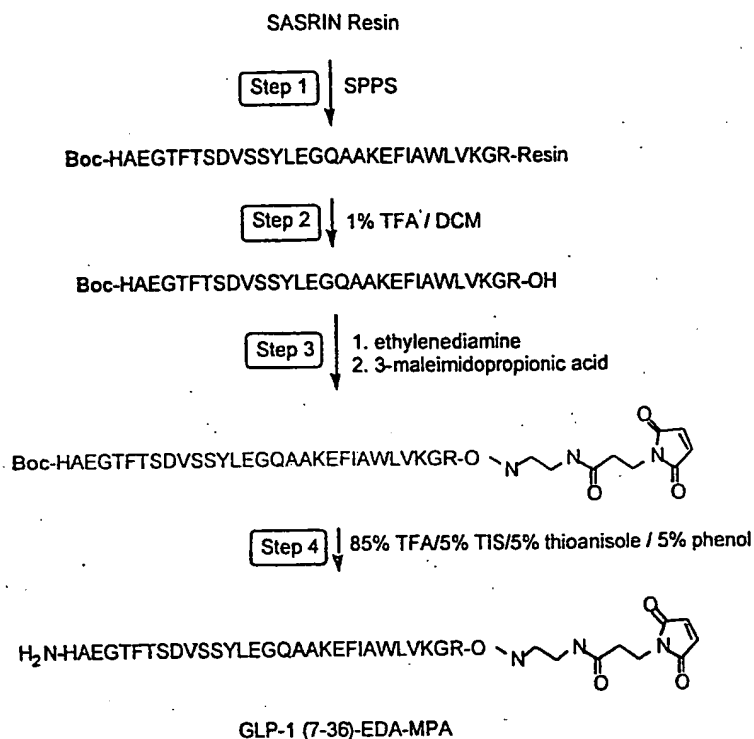 SASRIN Resin
Step 1 SPPS
Boc-HAEGTFTSDVSSYLEGQAAKEFIAWLVKGR-Resin
Step 2 1% TFA / DCM
Boc-HAEGTFTSDVSSYLEGQAAKEFIAWLVKGR-OH
Step 3 1. ethylenediamine
2. 3-maleimidopropionic acid
O
Boc-HAEGTFTSDVSSYLEGQAAKEFIAWLVKGR-O N N N
O O
Step 4 85% TFA/5% TIS/5% thioanisole / 5% phenol
O
H2N-HAEGTFTSDVSSYLEGQAAKEFIAWLVKGR-O N N N
O O
GLP-1 (7-36)-EDA-MPA